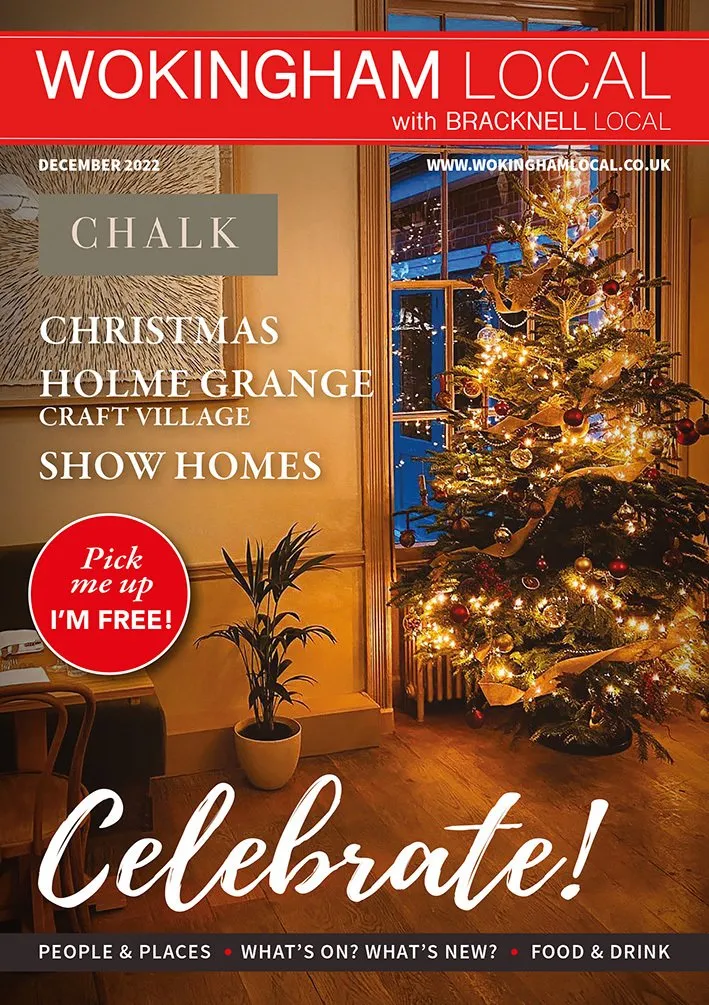 WOKINGHAM LOCAL
with BRACKNELL LOCAL
DECEMBER 2022
WWW.WOKINGHAMLOCAL.CO.UK
CHALK
CHRISTMAS
HOLME GRANGE
CRAFT VILLAGE
SHOW HOMES
Pick
me up
I'M FREE!
Celebrate!
PEOPLE & PLACES • WHAT'S ON? WHAT'S NEW? • FOOD & DRINK